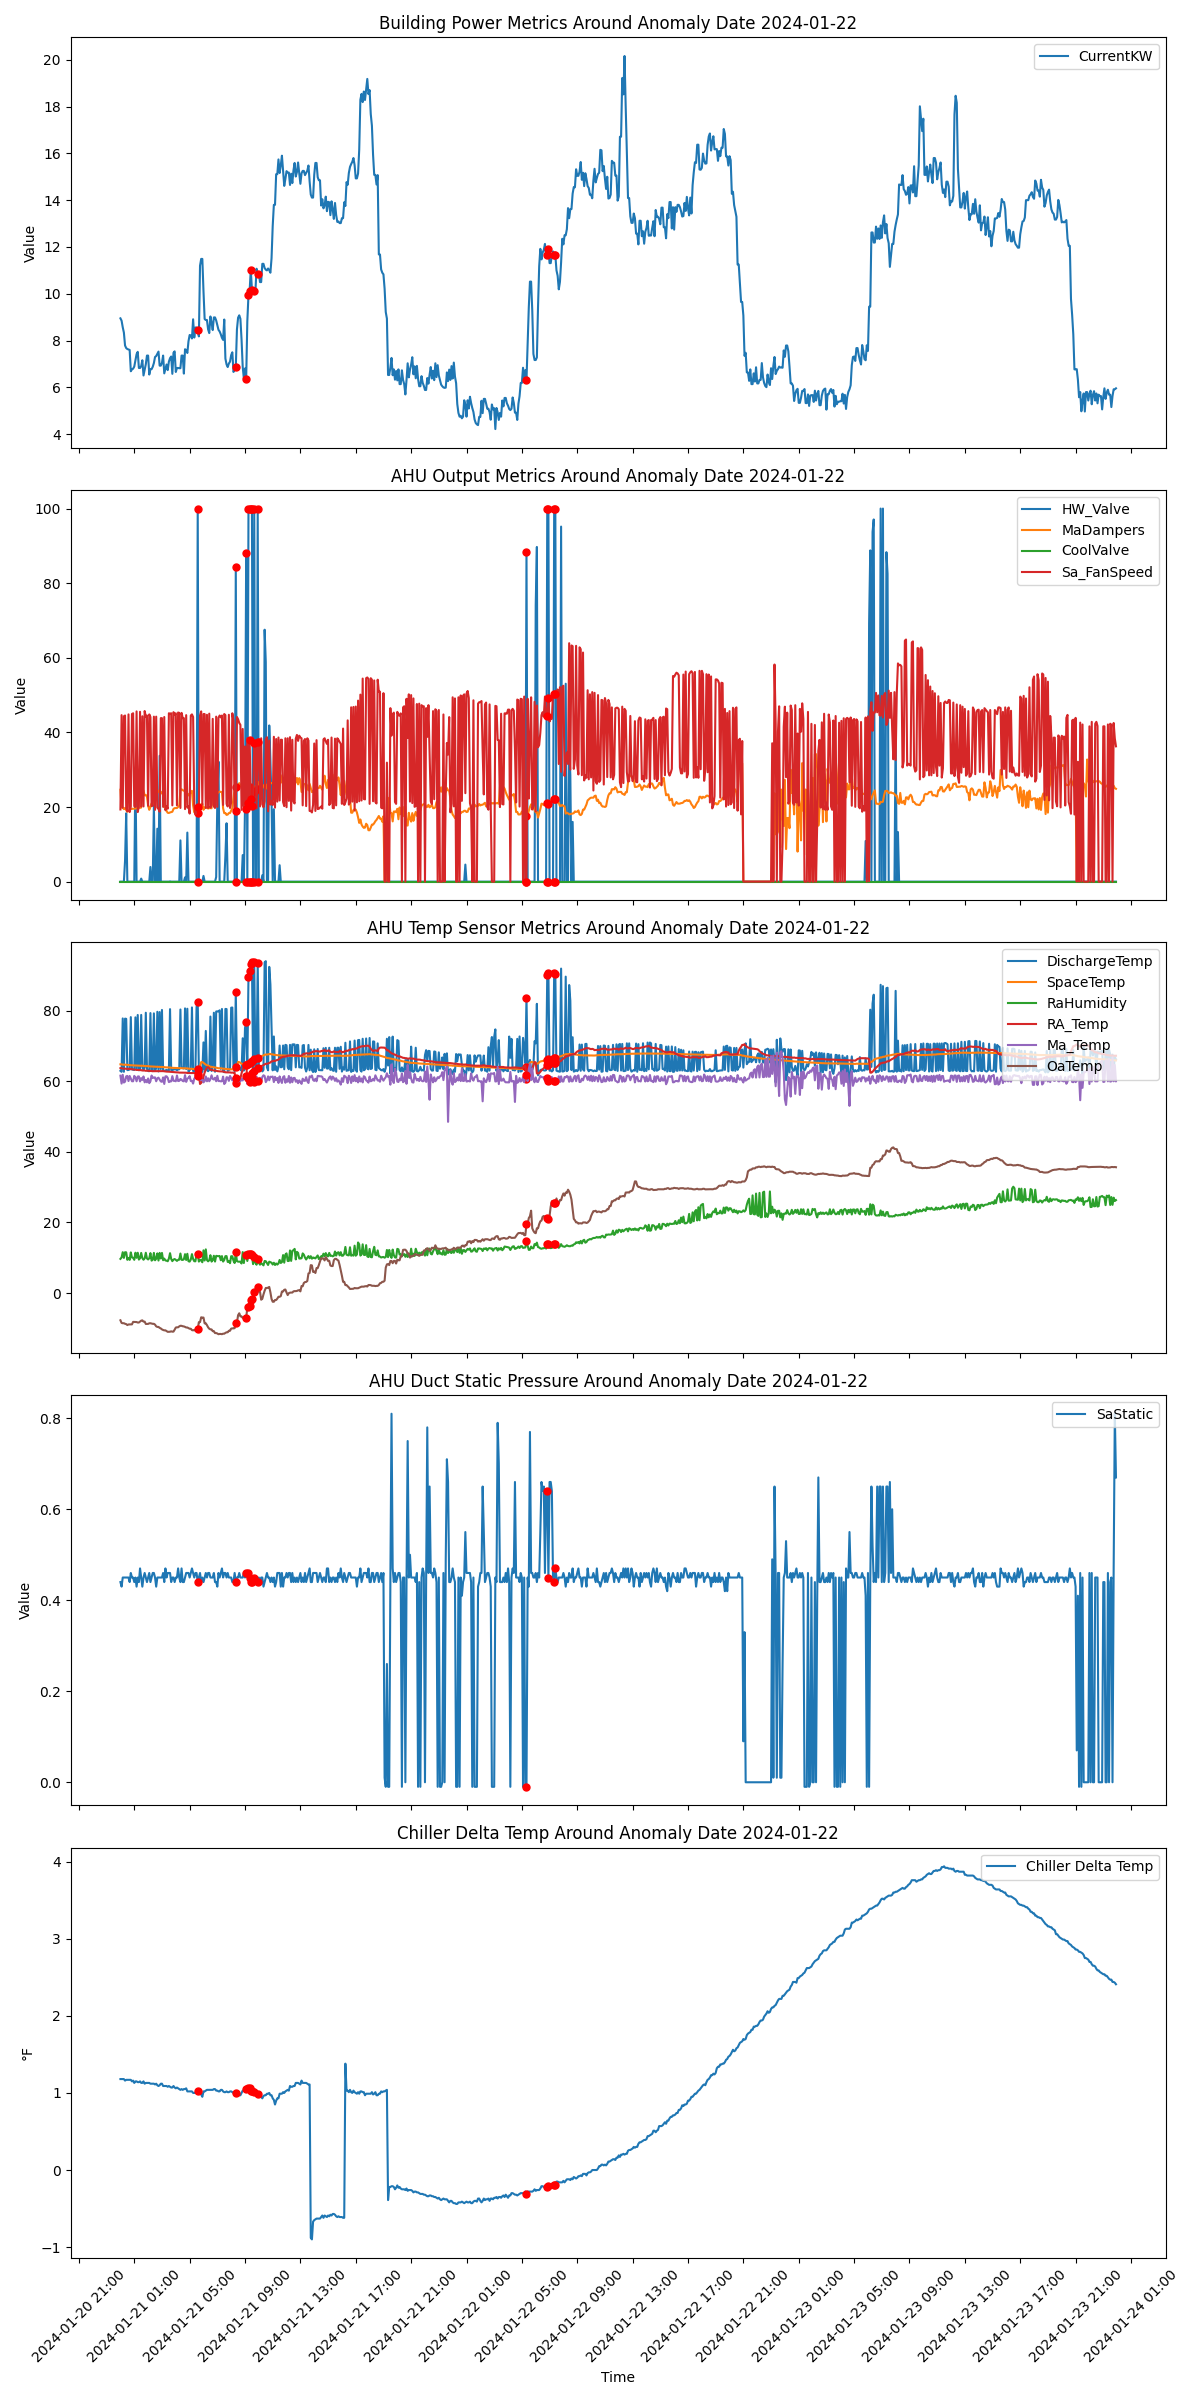 Building Power Metrics Around Anomaly Date 2024-01-22
20
18
16
14
12
10
8
6
4
Value
CurrentKW
AHU Output Metrics Around Anomaly Date 2024-01-22
100
80
60
40
20
0
Value
HW_Valve
MaDampers
CoolValve
Sa_FanSpeed
AHU Temp Sensor Metrics Around Anomaly Date 2024-01-22
80
60
40
20
0
Value
DischargeTemp
SpaceTemp
RaHumidity
RA_Temp
Ma_Temp
OaTemp
AHU Duct Static Pressure Around Anomaly Date 2024-01-22
0.8
0.6
0.4
0.2
0.0
Value
SaStatic
Chiller Delta Temp Around Anomaly Date 2024-01-22
4
3
2
1
0
−1
°F
Chiller Delta Temp
2024-01-20 21:00
2024-01-21 01:00
2024-01-21 05:00
2024-01-21 09:00
2024-01-21 13:00
2024-01-21 17:00
2024-01-21 21:00
2024-01-22 01:00
2024-01-22 05:00
2024-01-22 09:00
2024-01-22 13:00
2024-01-22 17:00
2024-01-22 21:00
2024-01-23 01:00
2024-01-23 05:00
2024-01-23 09:00
2024-01-23 13:00
2024-01-23 17:00
2024-01-23 21:00
2024-01-24 01:00
Time